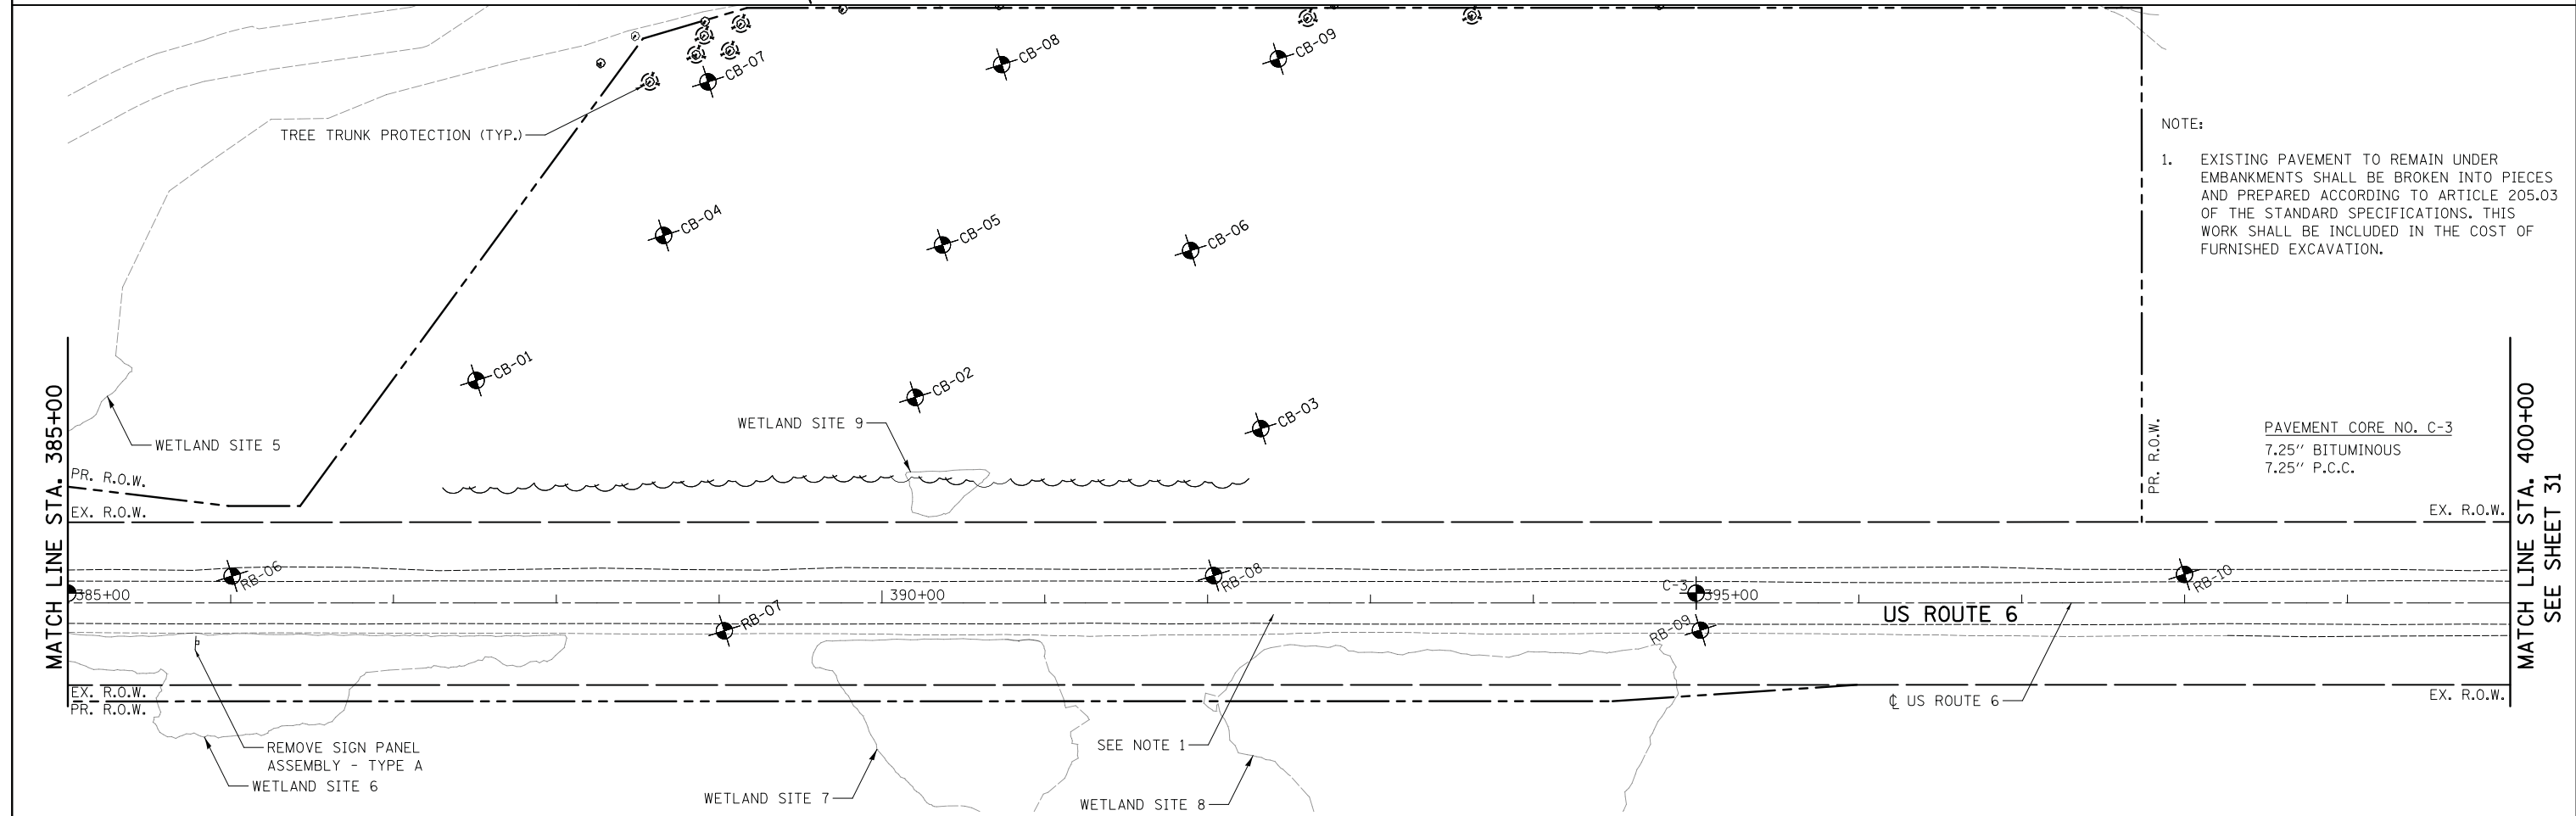 CB-07
CB-08
CB-09
TREE TRUNK PROTECTION (TYP.)
NOTE:
1. EXISTING PAVEMENT TO REMAIN UNDER
EMBANKMENTS SHALL BE BROKEN INTO PIECES
AND PREPARED ACCORDING TO ARTICLE 205.03
OF THE STANDARD SPECIFICATIONS. THIS
WORK SHALL BE INCLUDED IN THE COST OF
FURNISHED EXCAVATION.
CB-04
CB-05
CB-06
CB-01
CB-02
CB-03
WETLAND SITE 9
WETLAND SITE 5
MATCH LINE STA. 385+00
PR. R.O.W.
EX. R.O.W.
PR. R.O.W.
PAVEMENT CORE NO. C-3
7.25" BITUMINOUS
7.25" P.C.C.
EX. R.O.W.
MATCH LINE STA. 400+00
SEE SHEET 31
RB-06
RB-08
RB-10
385+00
390+00
C-3
395+00
US ROUTE 6
RB-07
RB-09
EX. R.O.W.
PR. R.O.W.
EX. R.O.W.
℄ US ROUTE 6
REMOVE SIGN PANEL
ASSEMBLY - TYPE A
WETLAND SITE 6
SEE NOTE 1
WETLAND SITE 7
WETLAND SITE 8